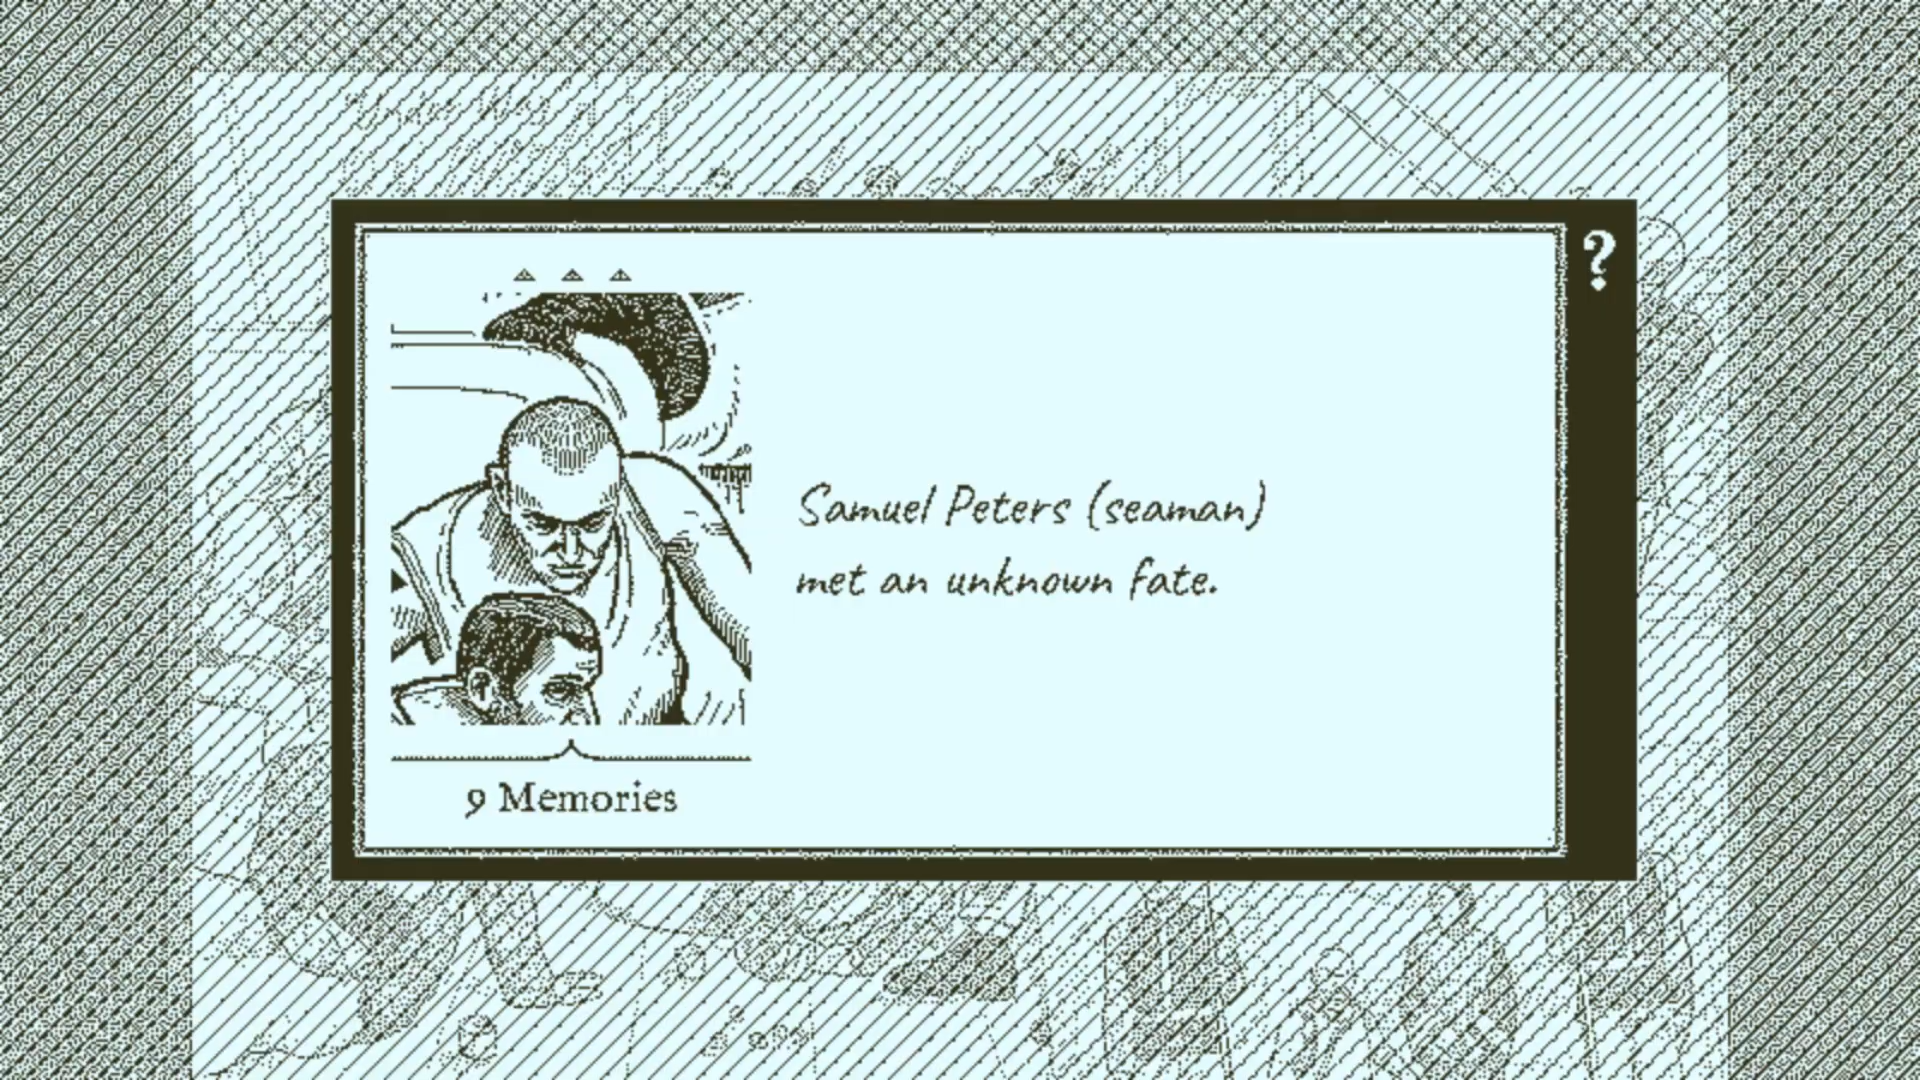 ?
Samuel Peters (seaman)
met an unknown fate.
9 Memories